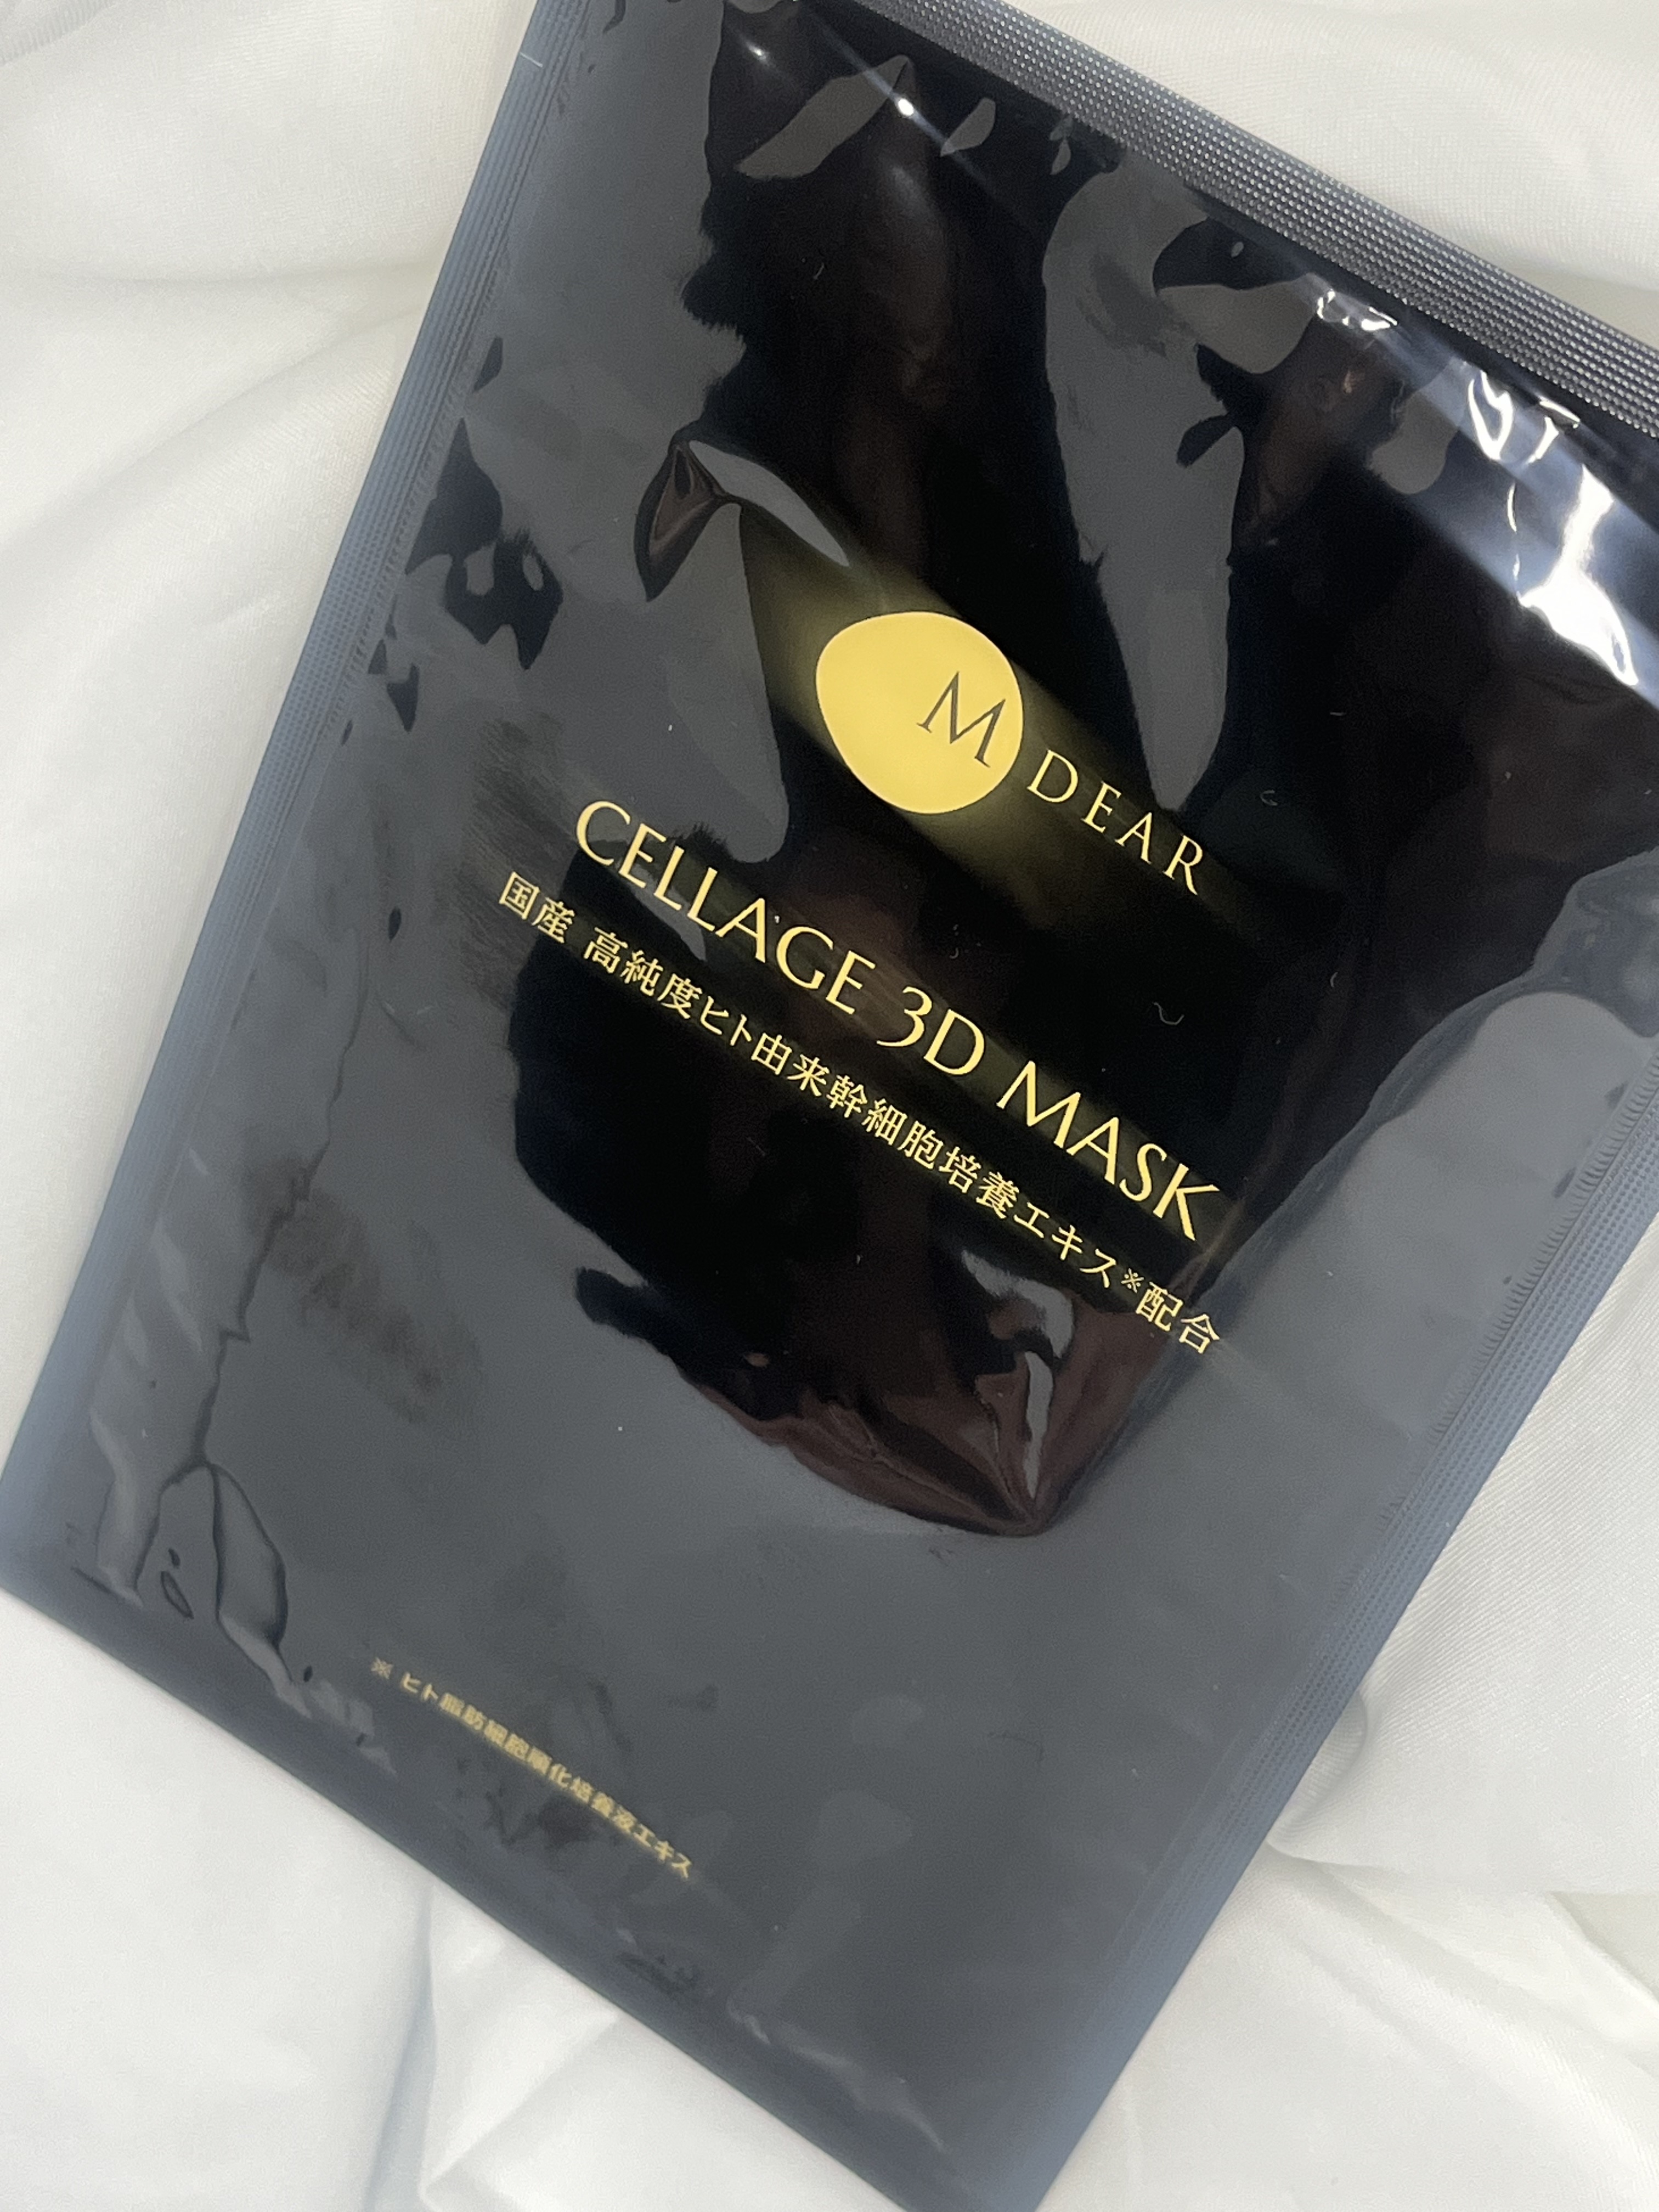 M DEAR
CELLAGE 3D MASK
国産 高純度ヒト由来幹細胞培養エキス※配合
※ ヒト脂肪細胞順化培養液エキス